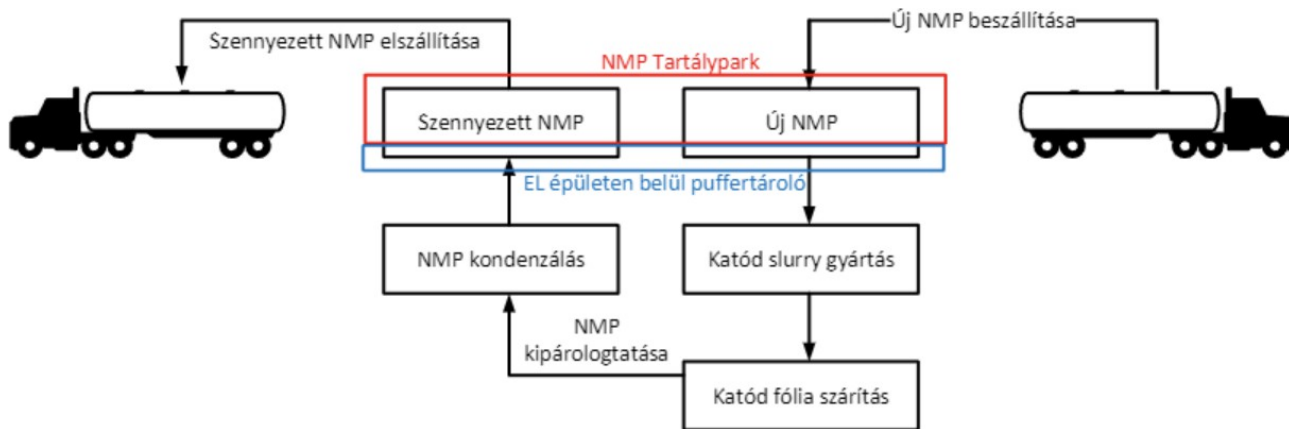 Szennyezett NMP elszállítása
Új NMP beszállítása
NMP Tartálypark
Szennyezett NMP
Új NMP
EL épületen belül puffertároló
NMP kondenzálás
Katód slurry gyártás
NMP
kipárologtatása
Katód fólia szárítás